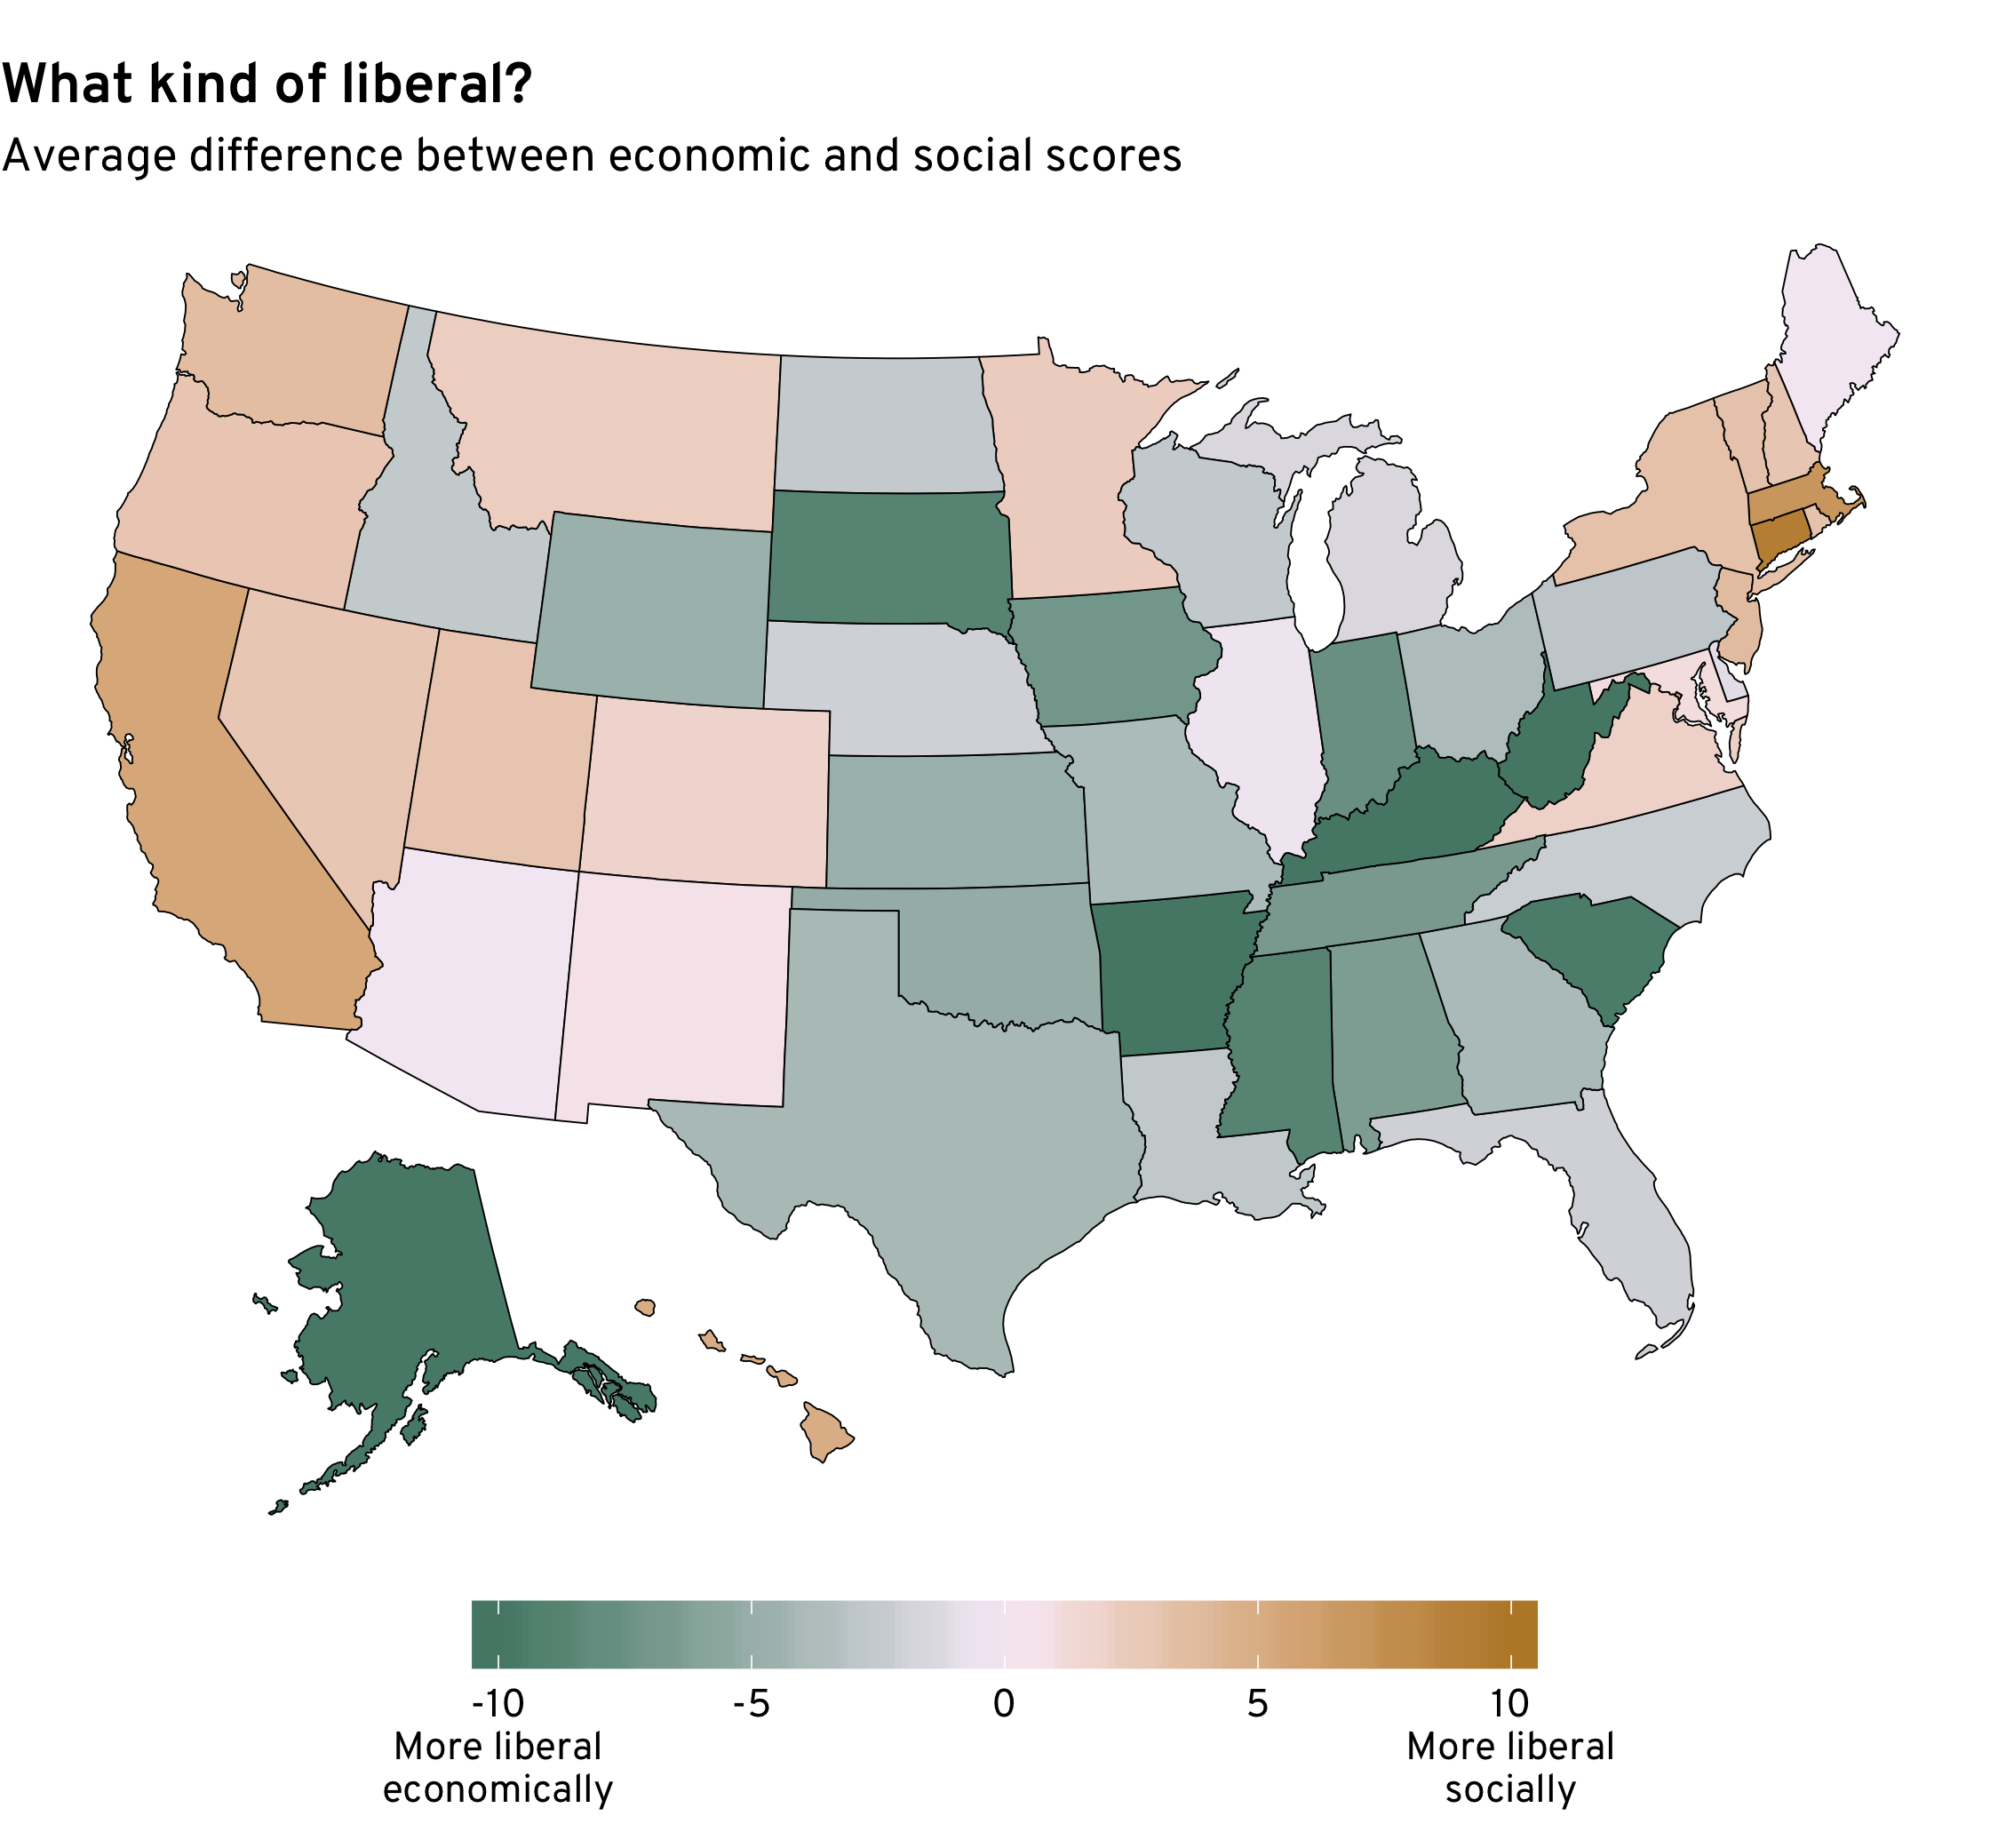 What kind of liberal?
Average difference between economic and social scores
-10
-5
0
5
10
More liberal
economically
More liberal
socially